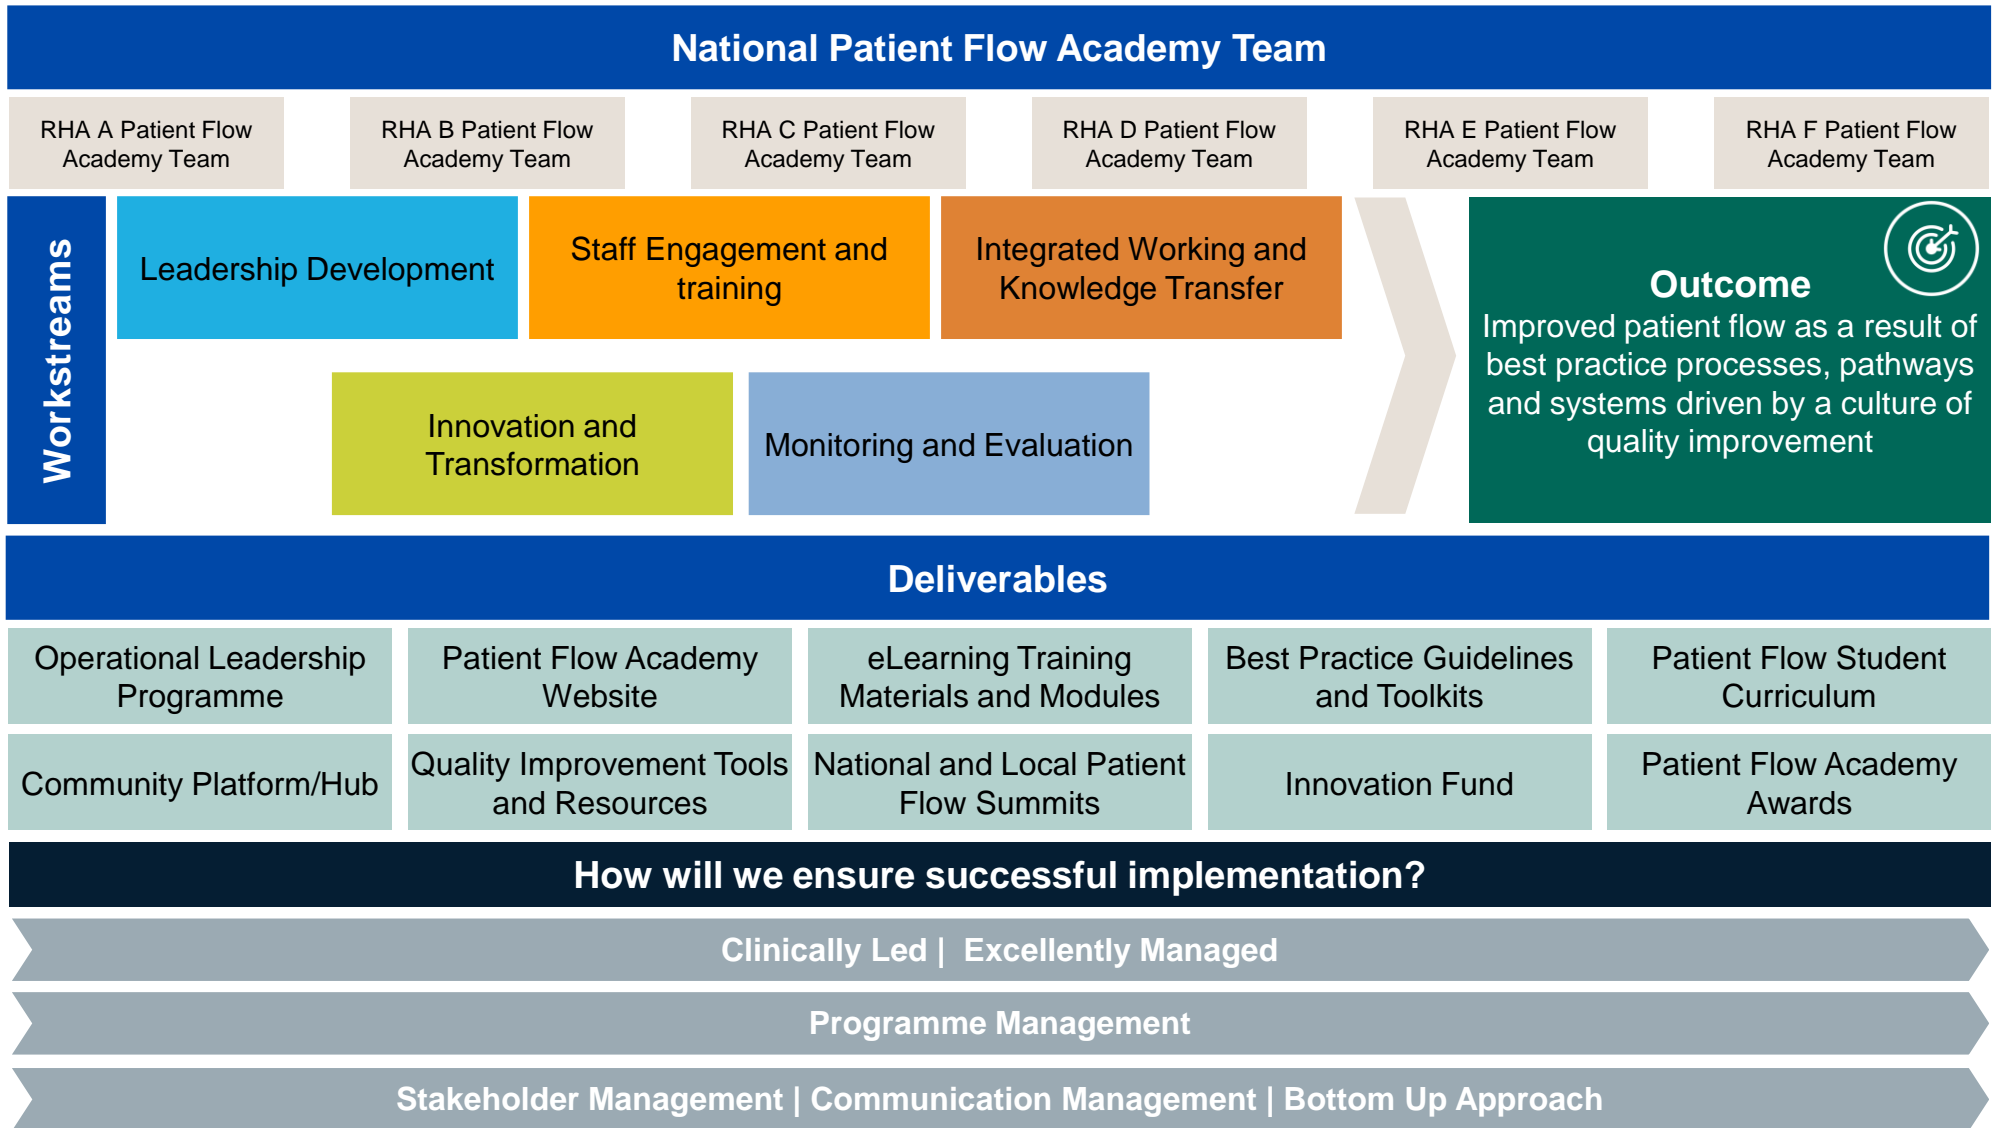 National Patient Flow Academy Team
RHA A Patient Flow
Academy Team
RHA B Patient Flow
Academy Team
RHA C Patient Flow
Academy Team
RHA D Patient Flow
Academy Team
RHA E Patient Flow
Academy Team
RHA F Patient Flow
Academy Team
Workstreams
Leadership Development
Staff Engagement and
training
Integrated Working and
Knowledge Transfer
Innovation and
Transformation
Monitoring and Evaluation
Outcome
Improved patient flow as a result of
best practice processes, pathways
and systems driven by a culture of
quality improvement
Deliverables
Operational Leadership
Programme
Patient Flow Academy
Website
eLearning Training
Materials and Modules
Best Practice Guidelines
and Toolkits
Patient Flow Student
Curriculum
Community Platform/Hub
Quality Improvement Tools
and Resources
National and Local Patient
Flow Summits
Innovation Fund
Patient Flow Academy
Awards
How will we ensure successful implementation?
Clinically Led | Excellently Managed
Programme Management
Stakeholder Management | Communication Management | Bottom Up Approach